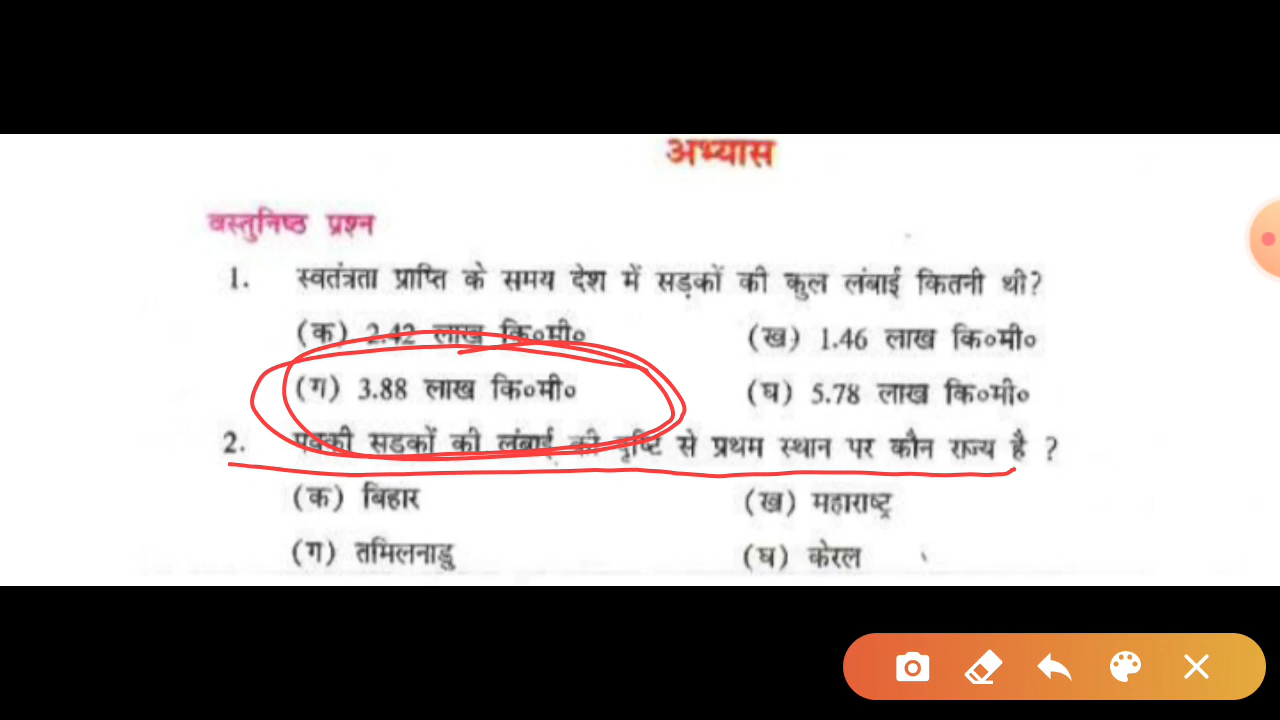 अभ्यास
वस्तुनिष्ठ प्रश्न
1. स्वतंत्रता प्राप्ति के समय देश में सड़कों की कुल लंबाई कितनी थी?
(क) 2.42 लाख कि०मी० (ख) 1.46 लाख कि०मी०
(ग) 3.88 लाख कि०मी० (घ) 5.78 लाख कि०मी०
2. पक्की सड़कों की लंबाई की दृष्टि से प्रथम स्थान पर कौन राज्य है ?
(क) बिहार (ख) महाराष्ट्र
(ग) तमिलनाडु (घ) केरल